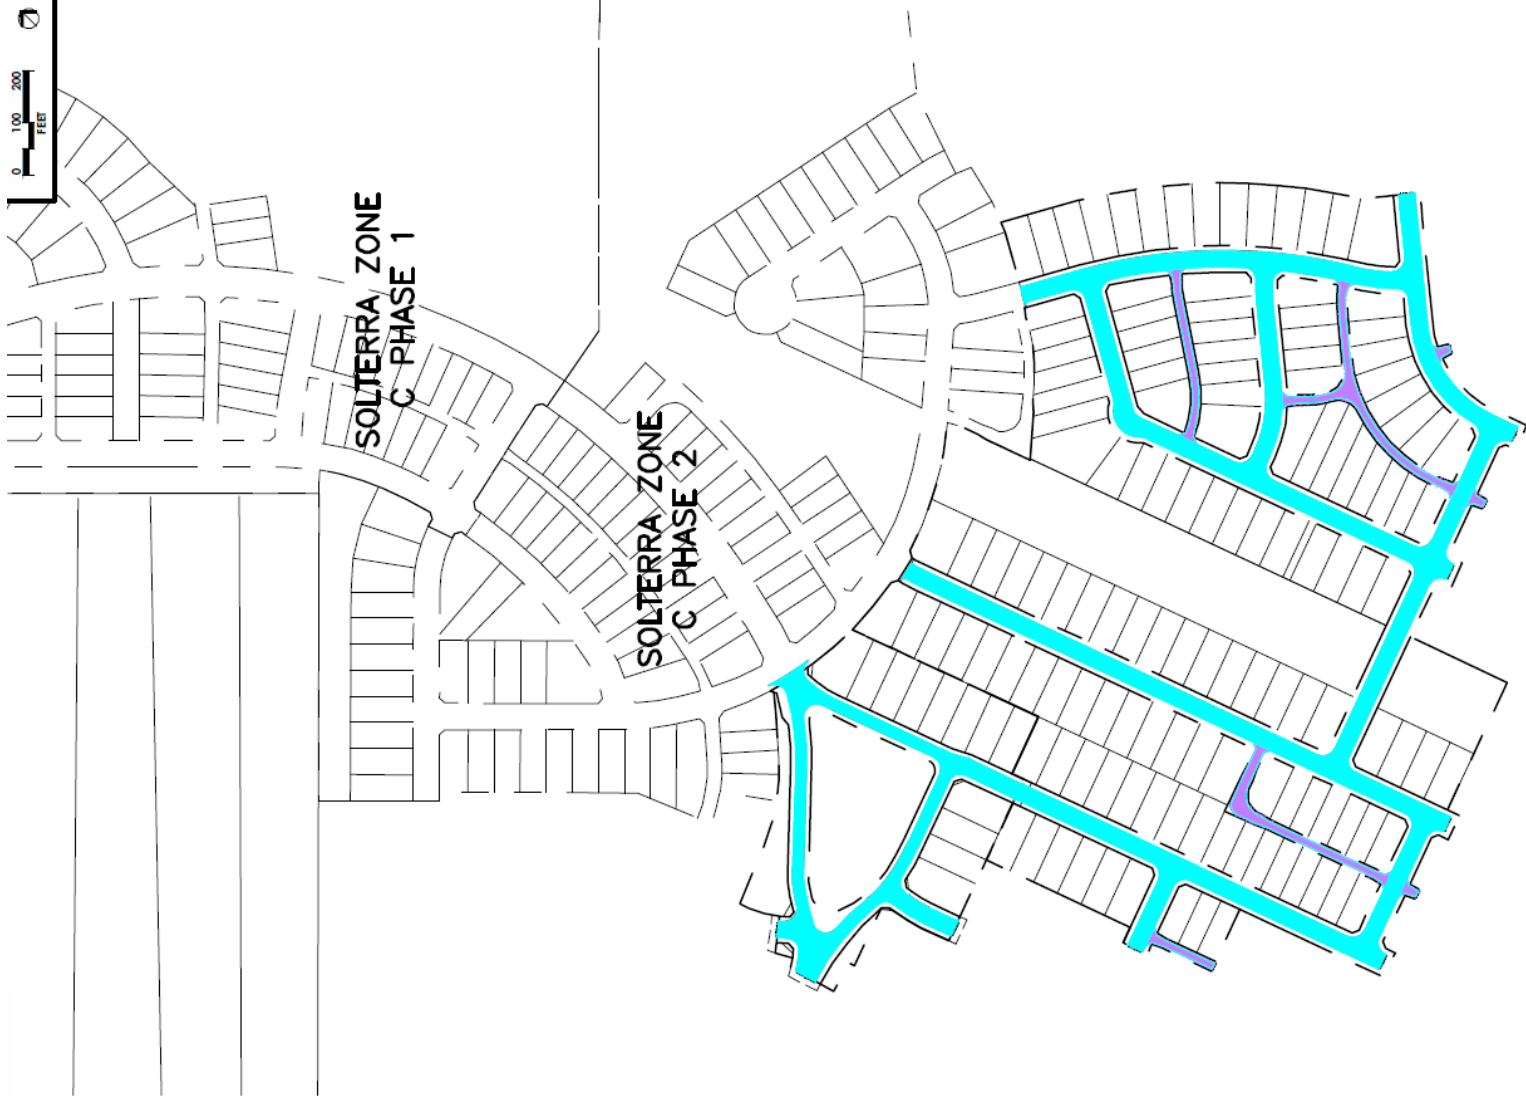 0 100 200
FEET
SOLTERRA ZONE
C PHASE 1
SOLTERRA ZONE
C PHASE 2